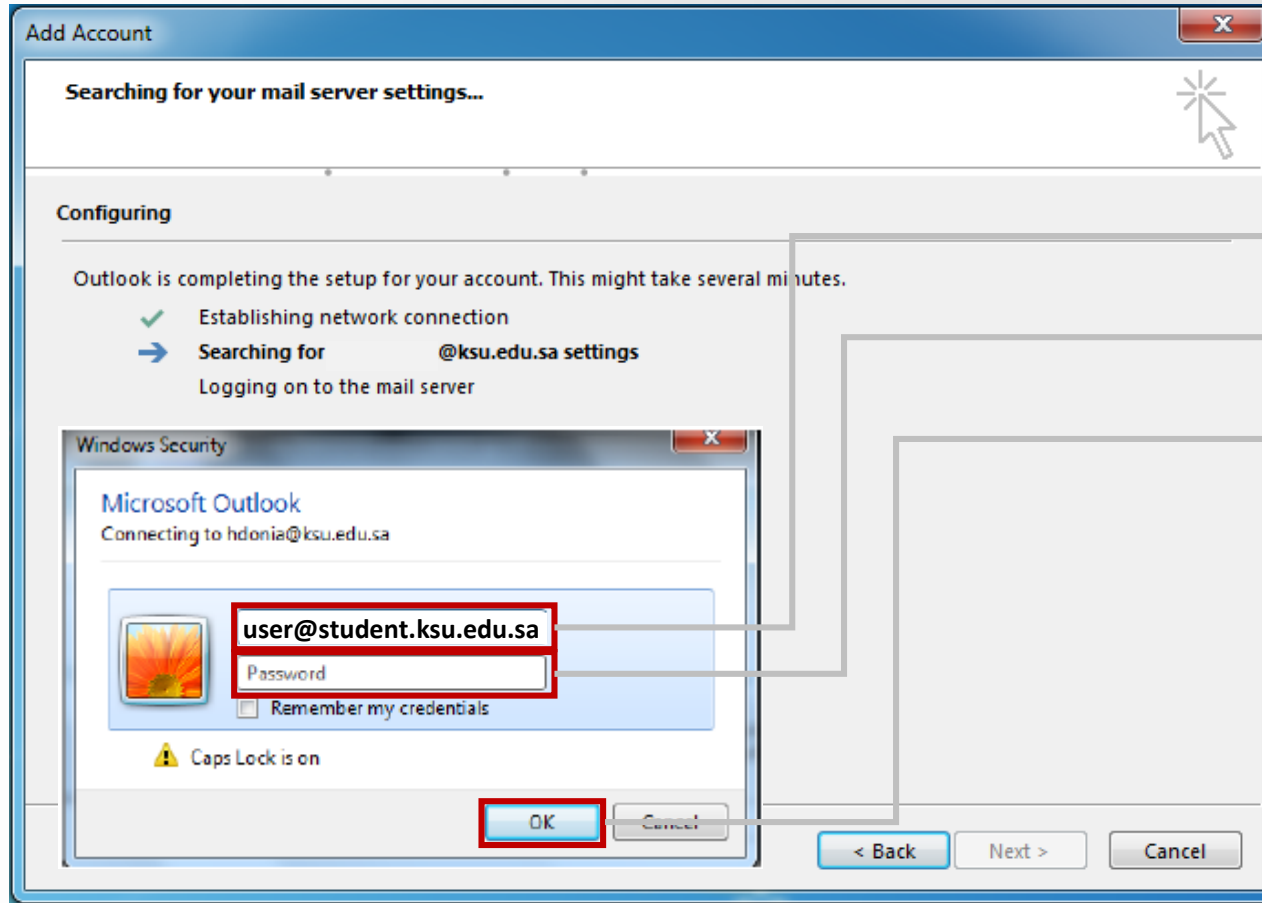 Add Account
Searching for your mail server settings...
Configuring
Outlook is completing the setup for your account. This might take several minutes.
Establishing network connection
Searching for @ksu.edu.sa settings
Logging on to the mail server
Windows Security
Microsoft Outlook
Connecting to hdonia@ksu.edu.sa
user@student.ksu.edu.sa
Password
Remember my credentials
Caps Lock is on
OK Cancel
< Back Next > Cancel